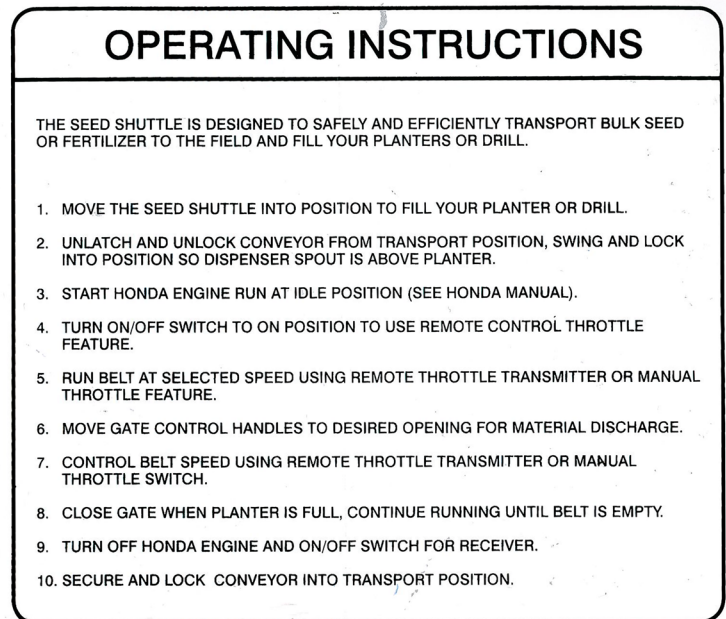 OPERATING INSTRUCTIONS
THE SEED SHUTTLE IS DESIGNED TO SAFELY AND EFFICIENTLY TRANSPORT BULK SEED
OR FERTILIZER TO THE FIELD AND FILL YOUR PLANTERS OR DRILL.
1. MOVE THE SEED SHUTTLE INTO POSITION TO FILL YOUR PLANTER OR DRILL.
2. UNLATCH AND UNLOCK CONVEYOR FROM TRANSPORT POSITION, SWING AND LOCK
INTO POSITION SO DISPENSER SPOUT IS ABOVE PLANTER.
3. START HONDA ENGINE RUN AT IDLE POSITION (SEE HONDA MANUAL).
4. TURN ON/OFF SWITCH TO ON POSITION TO USE REMOTE CONTROL THROTTLE
FEATURE.
5. RUN BELT AT SELECTED SPEED USING REMOTE THROTTLE TRANSMITTER OR MANUAL
THROTTLE FEATURE.
6. MOVE GATE CONTROL HANDLES TO DESIRED OPENING FOR MATERIAL DISCHARGE.
7. CONTROL BELT SPEED USING REMOTE THROTTLE TRANSMITTER OR MANUAL
THROTTLE SWITCH.
8. CLOSE GATE WHEN PLANTER IS FULL, CONTINUE RUNNING UNTIL BELT IS EMPTY.
9. TURN OFF HONDA ENGINE AND ON/OFF SWITCH FOR RECEIVER.
10. SECURE AND LOCK CONVEYOR INTO TRANSPORT POSITION.